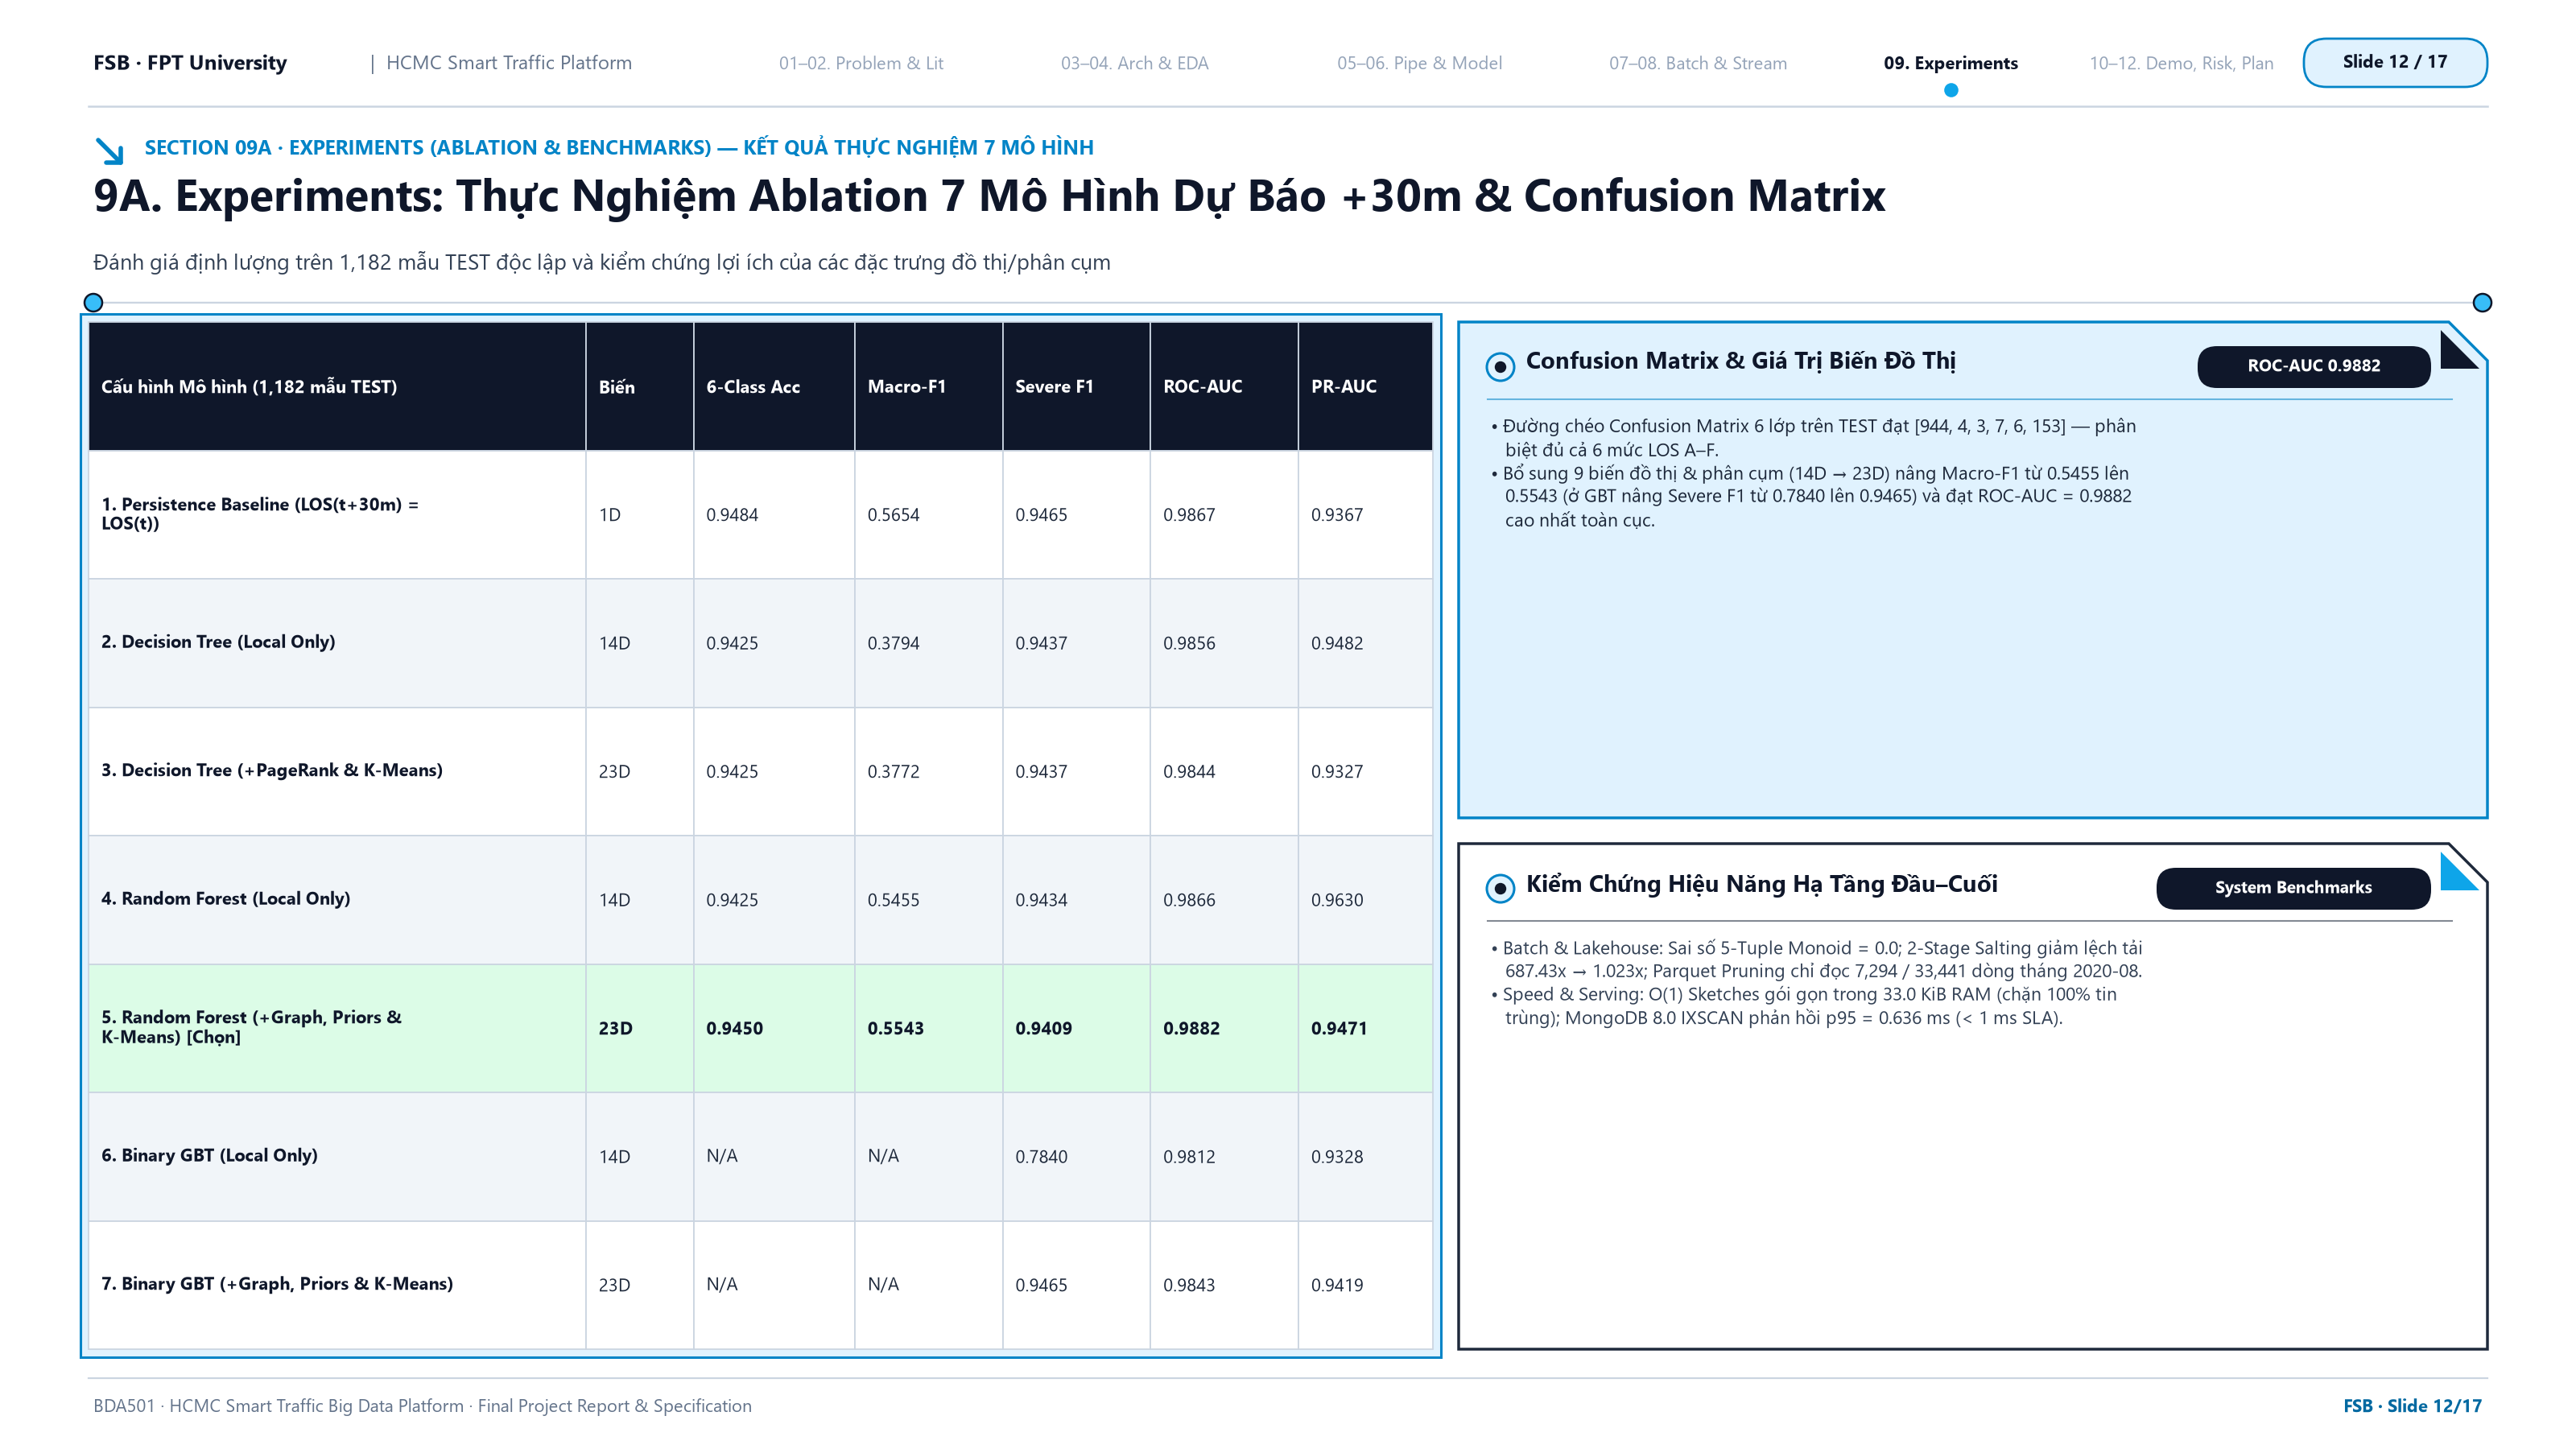 FSB · FPT University | HCMC Smart Traffic Platform 01–02. Problem & Lit 03–04. Arch & EDA 05–06. Pipe & Model 07–08. Batch & Stream 09. Experiments 10–12. Demo, Risk, Plan Slide 12 / 17
SECTION 09A · EXPERIMENTS (ABLATION & BENCHMARKS) — KẾT QUẢ THỰC NGHIỆM 7 MÔ HÌNH
9A. Experiments: Thực Nghiệm Ablation 7 Mô Hình Dự Báo +30m & Confusion Matrix
Đánh giá định lượng trên 1,182 mẫu TEST độc lập và kiểm chứng lợi ích của các đặc trưng đồ thị/phân cụm
Cấu hình Mô hình (1,182 mẫu TEST) Biến 6-Class Acc Macro-F1 Severe F1 ROC-AUC PR-AUC
1. Persistence Baseline (LOS(t+30m) =
LOS(t)) 1D 0.9484 0.5654 0.9465 0.9867 0.9367
2. Decision Tree (Local Only) 14D 0.9425 0.3794 0.9437 0.9856 0.9482
3. Decision Tree (+PageRank & K-Means) 23D 0.9425 0.3772 0.9437 0.9844 0.9327
4. Random Forest (Local Only) 14D 0.9425 0.5455 0.9434 0.9866 0.9630
5. Random Forest (+Graph, Priors &
K-Means) [Chọn] 23D 0.9450 0.5543 0.9409 0.9882 0.9471
6. Binary GBT (Local Only) 14D N/A N/A 0.7840 0.9812 0.9328
7. Binary GBT (+Graph, Priors & K-Means) 23D N/A N/A 0.9465 0.9843 0.9419
Confusion Matrix & Giá Trị Biến Đồ Thị ROC-AUC 0.9882
• Đường chéo Confusion Matrix 6 lớp trên TEST đạt [944, 4, 3, 7, 6, 153] — phân
biệt đủ cả 6 mức LOS A–F.
• Bổ sung 9 biến đồ thị & phân cụm (14D → 23D) nâng Macro-F1 từ 0.5455 lên
0.5543 (ở GBT nâng Severe F1 từ 0.7840 lên 0.9465) và đạt ROC-AUC = 0.9882
cao nhất toàn cục.
Kiểm Chứng Hiệu Năng Hạ Tầng Đầu–Cuối System Benchmarks
• Batch & Lakehouse: Sai số 5-Tuple Monoid = 0.0; 2-Stage Salting giảm lệch tải
687.43x → 1.023x; Parquet Pruning chỉ đọc 7,294 / 33,441 dòng tháng 2020-08.
• Speed & Serving: O(1) Sketches gói gọn trong 33.0 KiB RAM (chặn 100% tin
trùng); MongoDB 8.0 IXSCAN phản hồi p95 = 0.636 ms (< 1 ms SLA).
BDA501 · HCMC Smart Traffic Big Data Platform · Final Project Report & Specification FSB · Slide 12/17